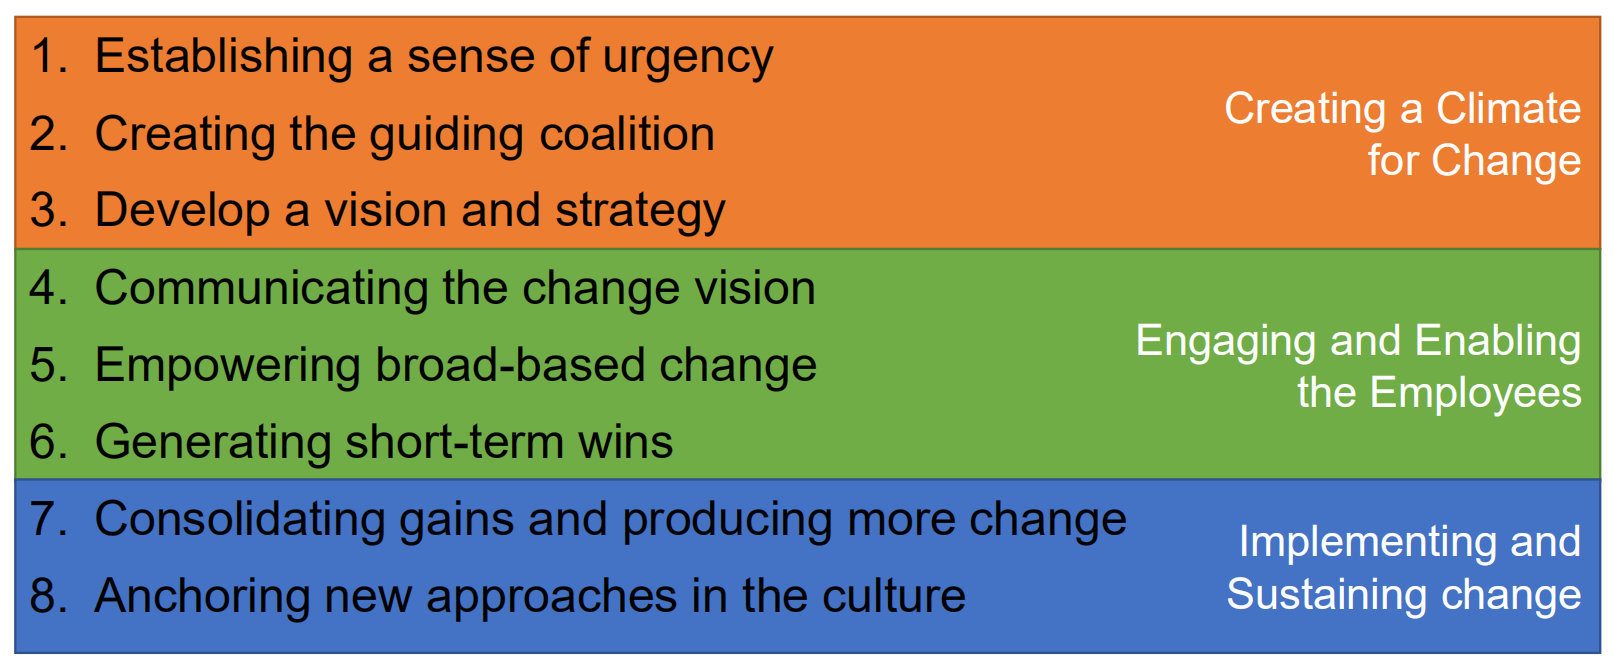 1. Establishing a sense of urgency
2. Creating the guiding coalition
3. Develop a vision and strategy
Creating a Climate
for Change
4. Communicating the change vision
5. Empowering broad-based change
6. Generating short-term wins
Engaging and Enabling
the Employees
7. Consolidating gains and producing more change
8. Anchoring new approaches in the culture
Implementing and
Sustaining change